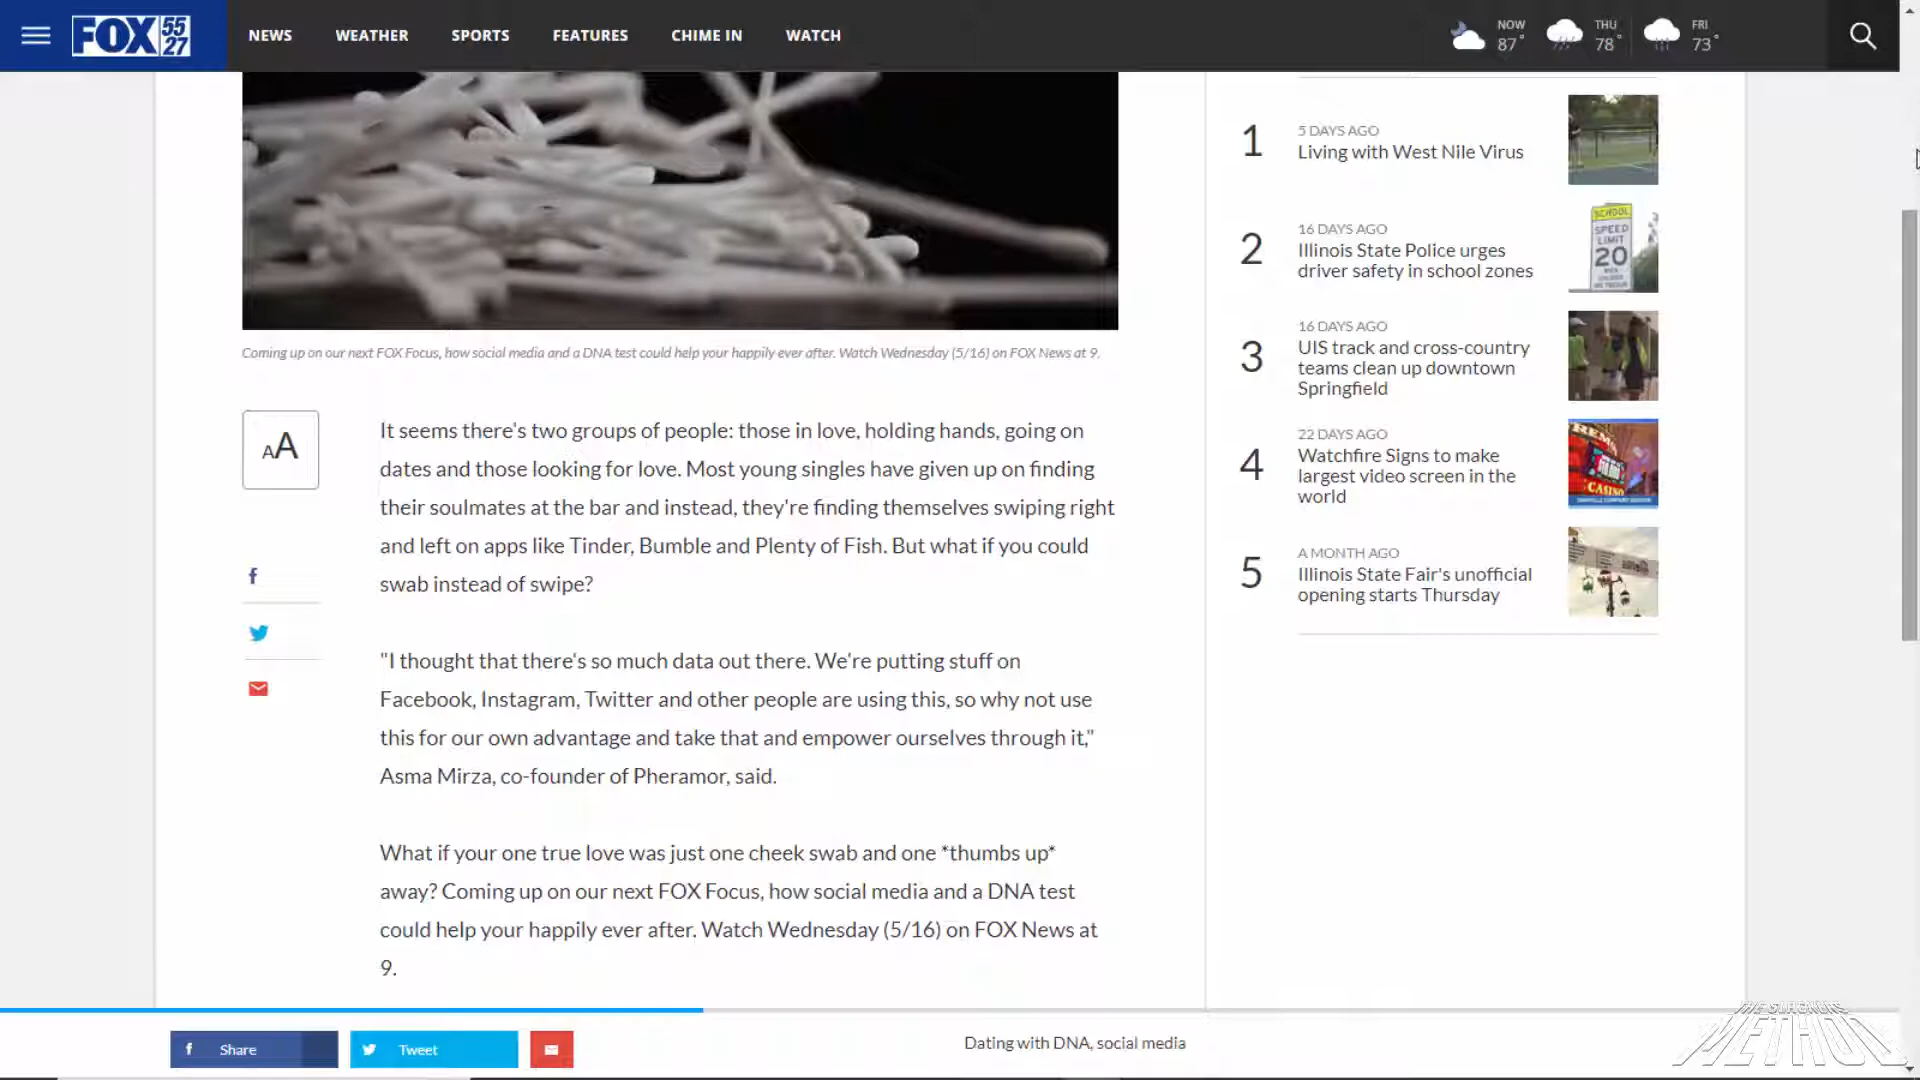 FOX 55 27
NEWS
WEATHER
SPORTS
FEATURES
CHIME IN
WATCH
NOW
87°
THU
78°
FRI
73°
Coming up on our next FOX Focus, how social media and a DNA test could help your happily ever after. Watch Wednesday (5/16) on FOX News at 9.
AA
It seems there's two groups of people: those in love, holding hands, going on
dates and those looking for love. Most young singles have given up on finding
their soulmates at the bar and instead, they're finding themselves swiping right
and left on apps like Tinder, Bumble and Plenty of Fish. But what if you could
swab instead of swipe?
"I thought that there's so much data out there. We're putting stuff on
Facebook, Instagram, Twitter and other people are using this, so why not use
this for our own advantage and take that and empower ourselves through it,"
Asma Mirza, co-founder of Pheramor, said.
What if your one true love was just one cheek swab and one *thumbs up*
away? Coming up on our next FOX Focus, how social media and a DNA test
could help your happily ever after. Watch Wednesday (5/16) on FOX News at
9.
1
5 DAYS AGO
Living with West Nile Virus
2
16 DAYS AGO
Illinois State Police urges
driver safety in school zones
SCHOOL
SPEED
LIMIT
20
3
16 DAYS AGO
UIS track and cross-country
teams clean up downtown
Springfield
4
22 DAYS AGO
Watchfire Signs to make
largest video screen in the
world
CASINO
5
A MONTH AGO
Illinois State Fair's unofficial
opening starts Thursday
Share
Tweet
Dating with DNA, social media
THE SLACKERS
METHOD